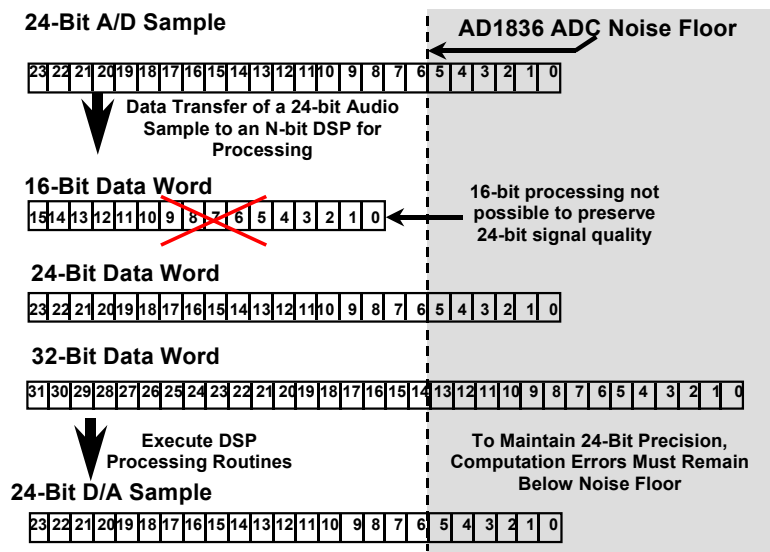 24-Bit A/D Sample
AD1836 ADC Noise Floor
23 22 21 20 19 18 17 16 15 14 13 12 11 10 9 8 7 6 5 4 3 2 1 0
Data Transfer of a 24-bit Audio
Sample to an N-bit DSP for
Processing
16-Bit Data Word
15 14 13 12 11 10 9 8 7 6 5 4 3 2 1 0
16-bit processing not
possible to preserve
24-bit signal quality
24-Bit Data Word
23 22 21 20 19 18 17 16 15 14 13 12 11 10 9 8 7 6 5 4 3 2 1 0
32-Bit Data Word
31 30 29 28 27 26 25 24 23 22 21 20 19 18 17 16 15 14 13 12 11 10 9 8 7 6 5 4 3 2 1 0
Execute DSP
Processing Routines
To Maintain 24-Bit Precision,
Computation Errors Must Remain
Below Noise Floor
24-Bit D/A Sample
23 22 21 20 19 18 17 16 15 14 13 12 11 10 9 8 7 6 5 4 3 2 1 0